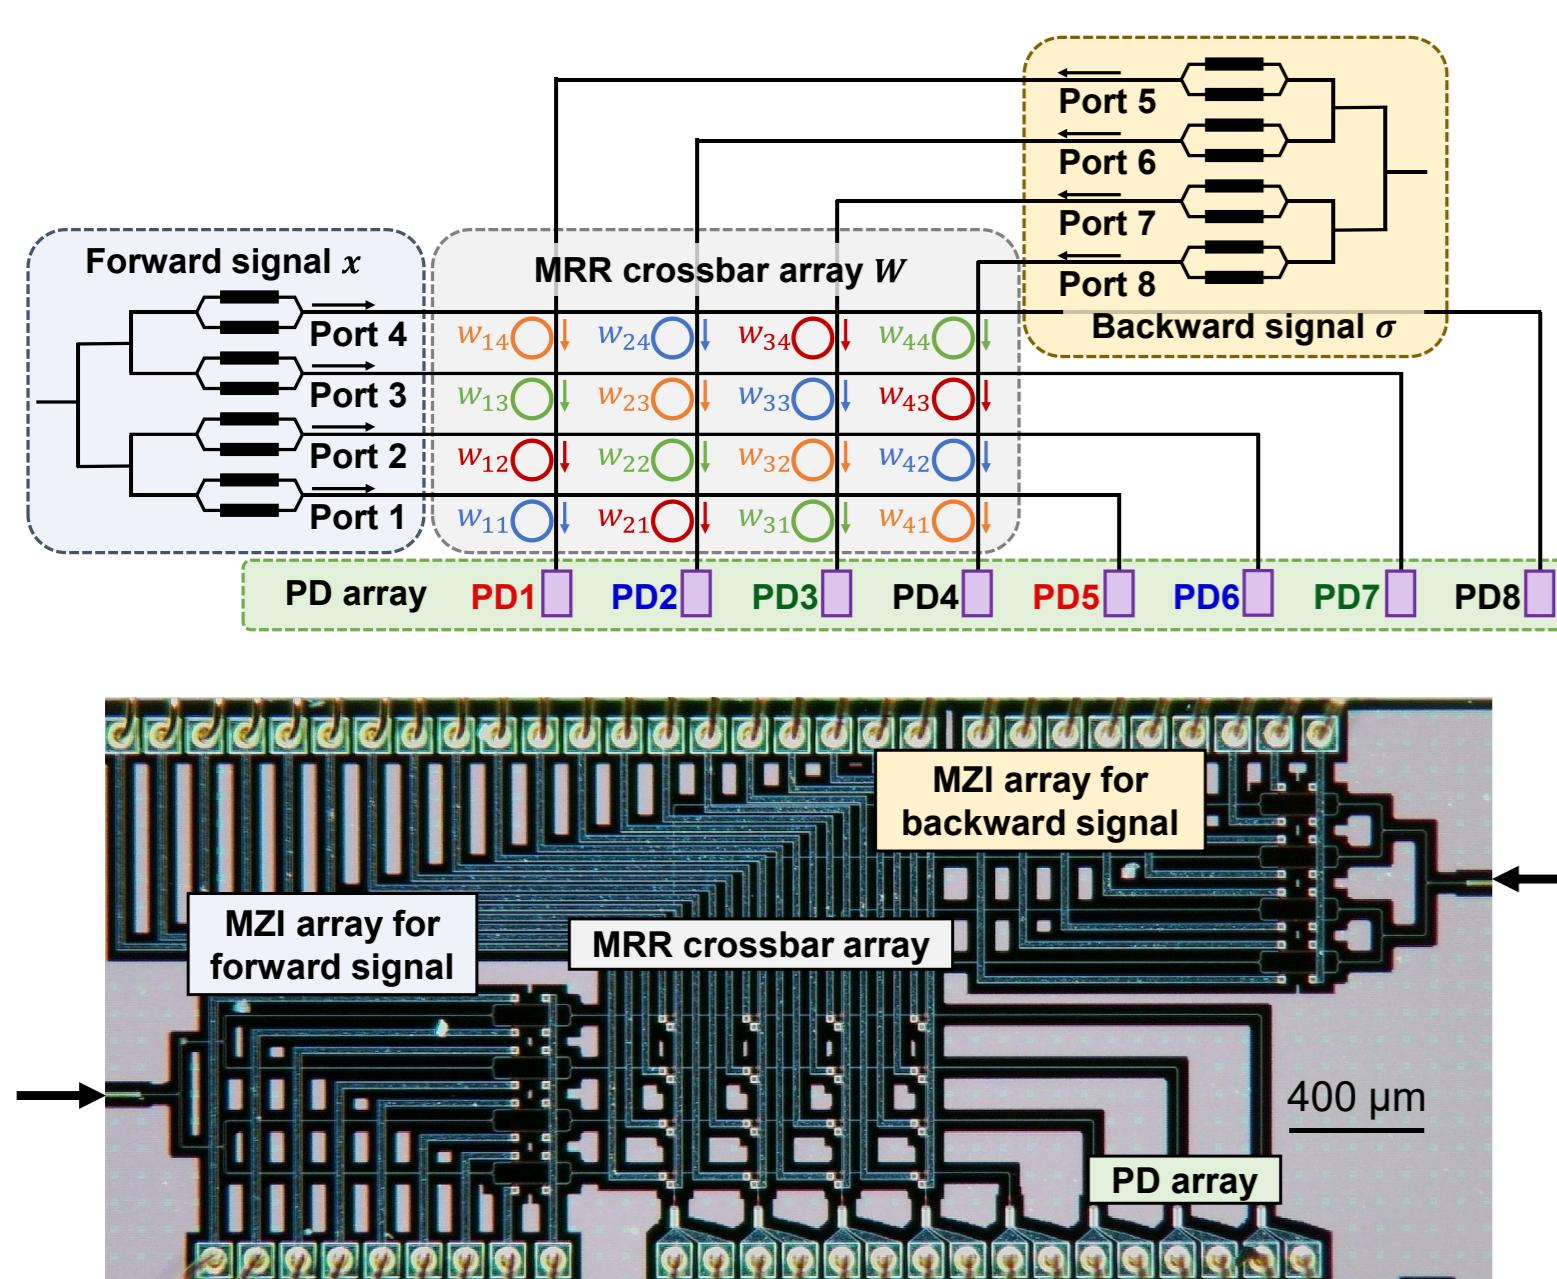 Port 5
Port 6
Port 7
Port 8
Backward signal σ
Forward signal x
Port 4
Port 3
Port 2
Port 1
MRR crossbar array W
w14 w24 w34 w44
w13 w23 w33 w43
w12 w22 w32 w42
w11 w21 w31 w41
PD array PD1 PD2 PD3 PD4 PD5 PD6 PD7 PD8
MZI array for
backward signal
MZI array for
forward signal
MRR crossbar array
400 μm
PD array